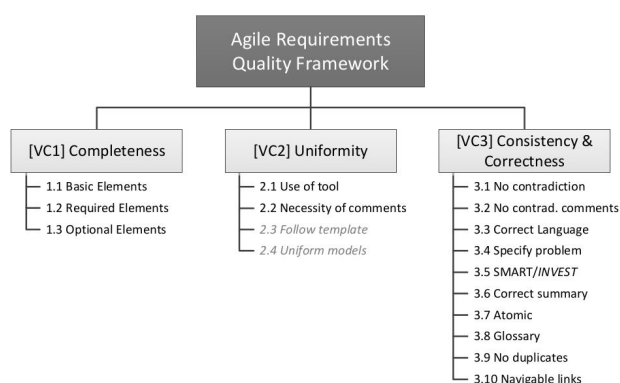 Agile Requirements
Quality Framework
[VC1] Completeness
1.1 Basic Elements
1.2 Required Elements
1.3 Optional Elements
[VC2] Uniformity
2.1 Use of tool
2.2 Necessity of comments
2.3 Follow template
2.4 Uniform models
[VC3] Consistency &
Correctness
3.1 No contradiction
3.2 No contrad. comments
3.3 Correct Language
3.4 Specify problem
3.5 SMART/INVEST
3.6 Correct summary
3.7 Atomic
3.8 Glossary
3.9 No duplicates
3.10 Navigable links